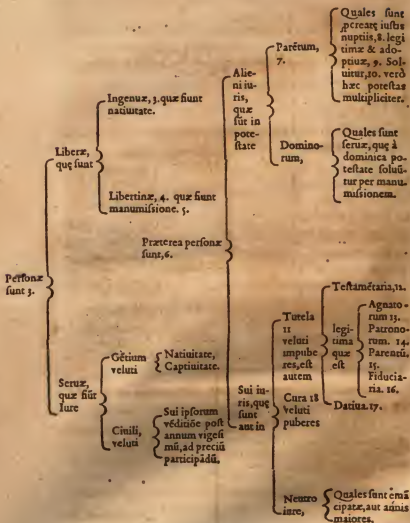 Personæ
sunt 3.
Liberæ,
quę sunt
Ingenuæ, 3. quæ fiunt
natiuitate.
Libertinæ, 4. quæ fiunt
manumissione. 5.
Seruæ,
quæ fiūt
Iure
Gētium
veluti
Natiuitate,
Captiuitate.
Ciuili,
veluti
Sui ipsorum
vēditiōe post
annum vigesi
mū, ad preciū
participādū.
Præterea personæ
sunt, 6.
Alie
ni iu-
ris,
quæ
sūt in
pote-
state
Parētum,
7.
Quales sunt
ꝓcreatę iustis
nuptiis, 8. legi
timæ & ado-
ptiuæ, 9. Sol-
uitur, 10. verò
hæc potestas
multipliciter.
Domino-
rum,
Quales sunt
seruæ, quę à
dominica po-
testate soluū-
tur per manu
missionem.
Sui iu-
ris, quę
sunt
aut in
Tutela
11
veluti
impube
res, est
autem
Testamētaria, 12.
legi-
tima
quæ
est
Agnato-
rum 13.
Patrono-
rum. 14.
Parentū.
15.
Fiducia-
ria. 16.
Datiua. 17.
Cura 18
veluti
puberes
Neutro
iure,
Quales sunt emā
cipatæ, aut annis
maiores.